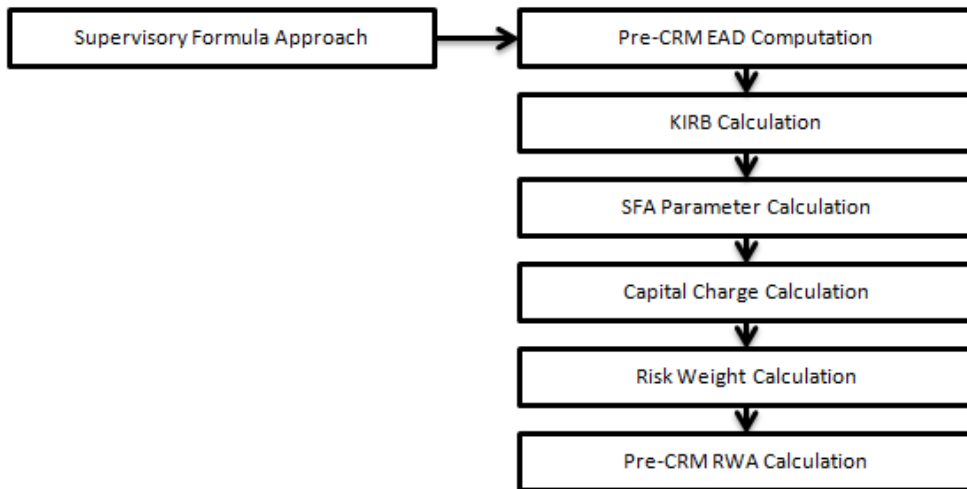 Supervisory Formula Approach
Pre-CRM EAD Computation
KIRB Calculation
SFA Parameter Calculation
Capital Charge Calculation
Risk Weight Calculation
Pre-CRM RWA Calculation